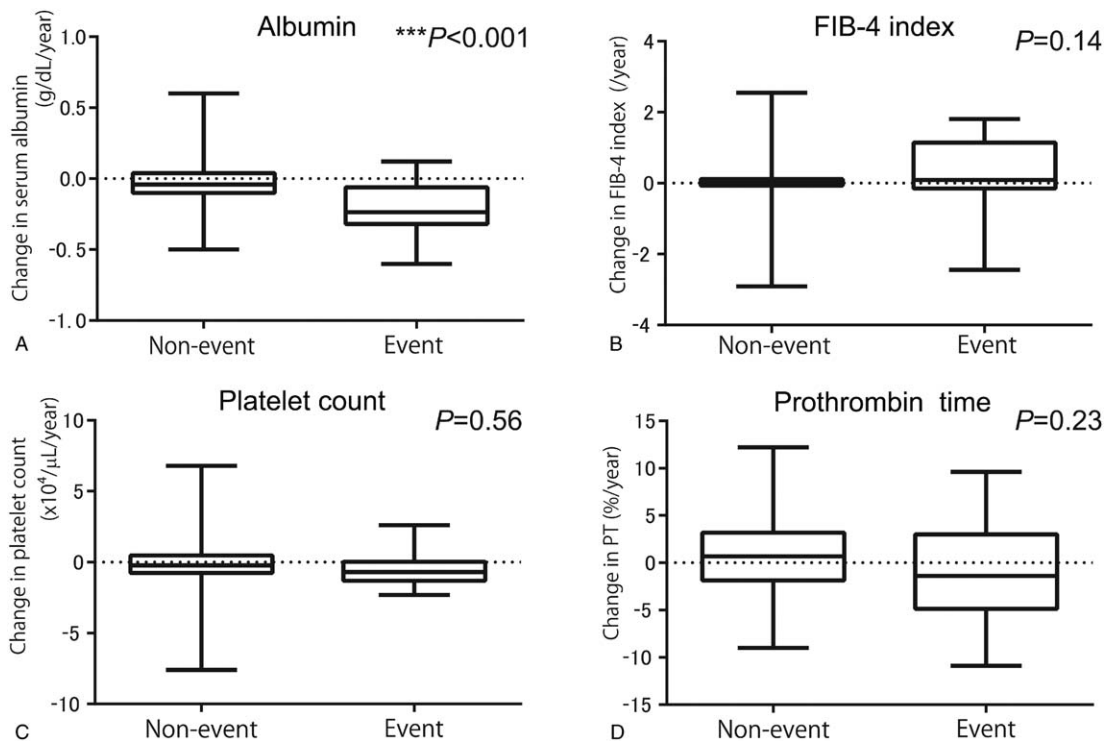 Albumin
***P<0.001
Change in serum albumin
(g/dL/year)
1.0
0.5
0.0
-0.5
-1.0
Non-event
Event
A
FIB-4 index
P=0.14
Change in FIB-4 index (/year)
4
2
0
-2
-4
Non-event
Event
B
Platelet count
P=0.56
Change in platelet count
(x10⁴/μL/year)
10
5
0
-5
-10
Non-event
Event
C
Prothrombin time
P=0.23
Change in PT (%/year)
15
10
5
0
-5
-10
-15
Non-event
Event
D